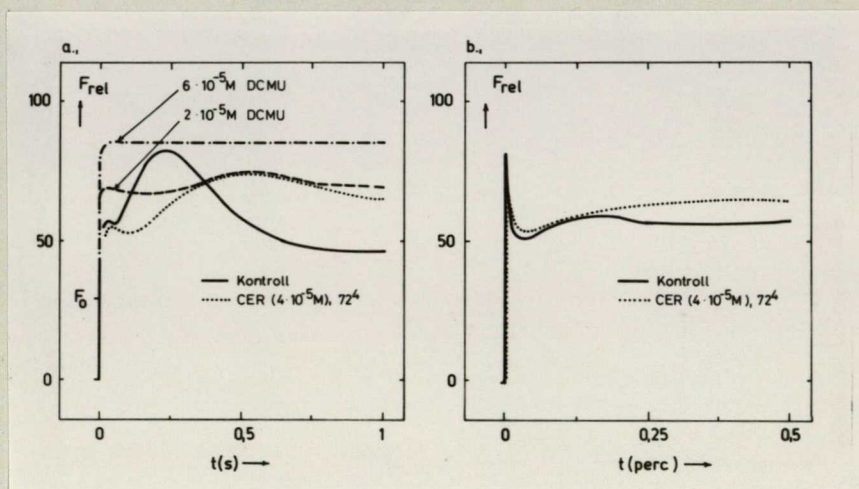 a.,
F_rel
6·10⁻⁵M DCMU
2·10⁻⁵M DCMU
100
50
F₀
0
Kontroll
CER (4·10⁻⁵M), 72⁴
0 0,5 1
t(s)
b.,
F_rel
100
50
0
Kontroll
CER (4·10⁻⁵M), 72⁴
0 0,25 0,5
t(perc)